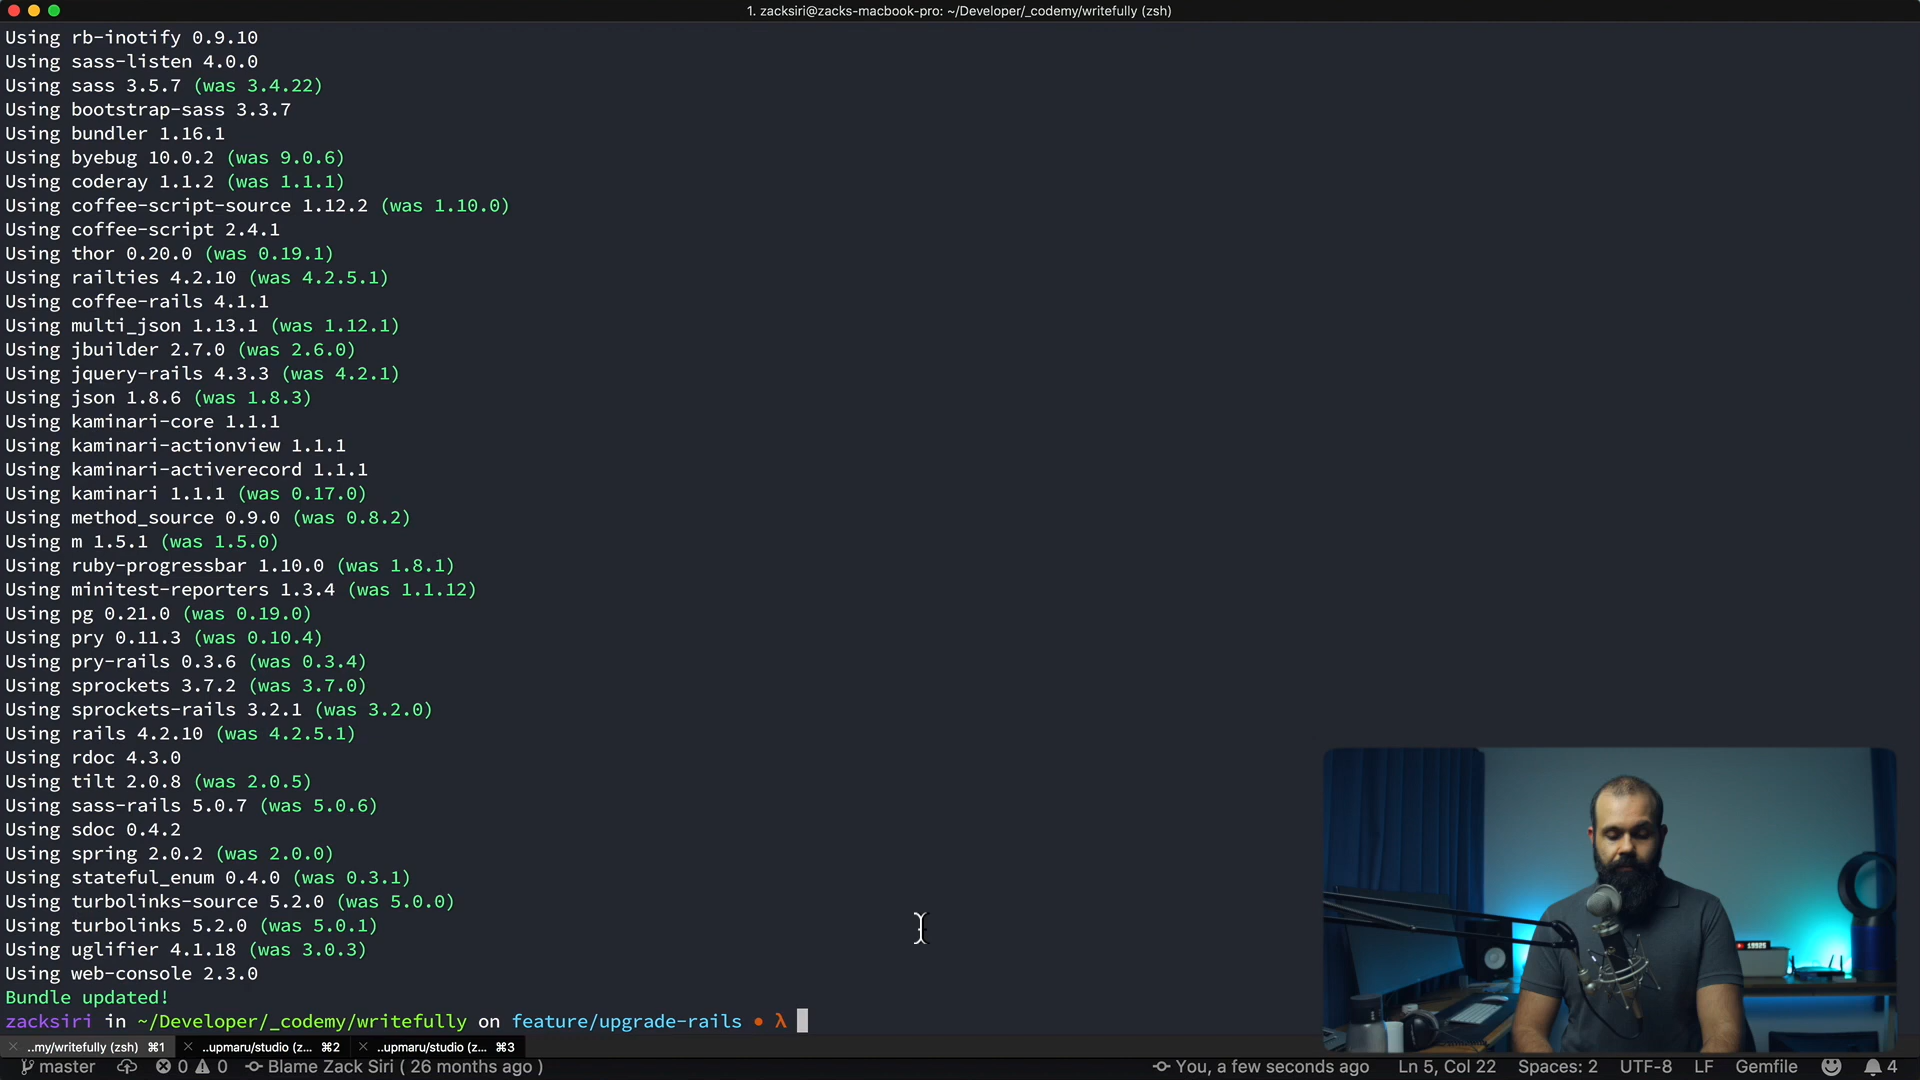 1. zacksiri@zacks-macbook-pro: ~/Developer/_codemy/writefully (zsh)
Using rb-inotify 0.9.10
Using sass-listen 4.0.0
Using sass 3.5.7 (was 3.4.22)
Using bootstrap-sass 3.3.7
Using bundler 1.16.1
Using byebug 10.0.2 (was 9.0.6)
Using coderay 1.1.2 (was 1.1.1)
Using coffee-script-source 1.12.2 (was 1.10.0)
Using coffee-script 2.4.1
Using thor 0.20.0 (was 0.19.1)
Using railties 4.2.10 (was 4.2.5.1)
Using coffee-rails 4.1.1
Using multi_json 1.13.1 (was 1.12.1)
Using jbuilder 2.7.0 (was 2.6.0)
Using jquery-rails 4.3.3 (was 4.2.1)
Using json 1.8.6 (was 1.8.3)
Using kaminari-core 1.1.1
Using kaminari-actionview 1.1.1
Using kaminari-activerecord 1.1.1
Using kaminari 1.1.1 (was 0.17.0)
Using method_source 0.9.0 (was 0.8.2)
Using m 1.5.1 (was 1.5.0)
Using ruby-progressbar 1.10.0 (was 1.8.1)
Using minitest-reporters 1.3.4 (was 1.1.12)
Using pg 0.21.0 (was 0.19.0)
Using pry 0.11.3 (was 0.10.4)
Using pry-rails 0.3.6 (was 0.3.4)
Using sprockets 3.7.2 (was 3.7.0)
Using sprockets-rails 3.2.1 (was 3.2.0)
Using rails 4.2.10 (was 4.2.5.1)
Using rdoc 4.3.0
Using tilt 2.0.8 (was 2.0.5)
Using sass-rails 5.0.7 (was 5.0.6)
Using sdoc 0.4.2
Using spring 2.0.2 (was 2.0.0)
Using stateful_enum 0.4.0 (was 0.3.1)
Using turbolinks-source 5.2.0 (was 5.0.0)
Using turbolinks 5.2.0 (was 5.0.1)
Using uglifier 4.1.18 (was 3.0.3)
Using web-console 2.3.0
Bundle updated!
zacksiri in ~/Developer/_codemy/writefully on feature/upgrade-rails • λ
..my/writefully (zsh) ⌘1 ..upmaru/studio (z... ⌘2 ..upmaru/studio (z... ⌘3
master 0 0 Blame Zack Siri ( 26 months ago ) You, a few seconds ago Ln 5, Col 22 Spaces: 2 UTF-8 LF Gemfile 4